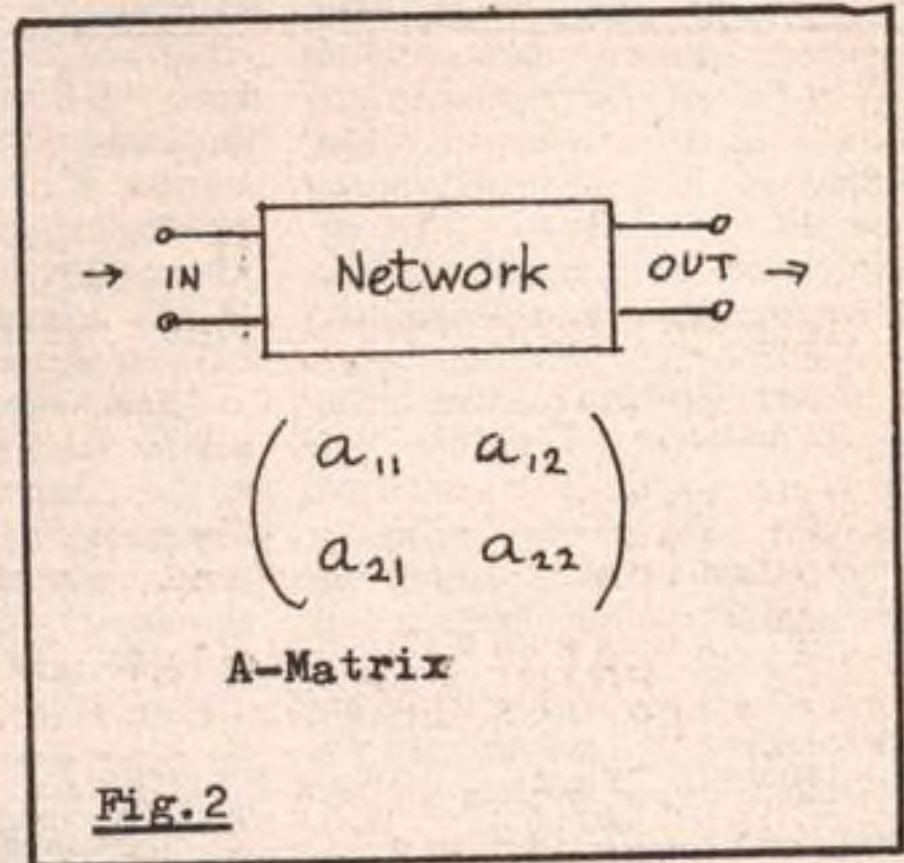 → IN Network OUT →
a₁₁ a₁₂
a₂₁ a₂₂
A-Matrix
Fig.2